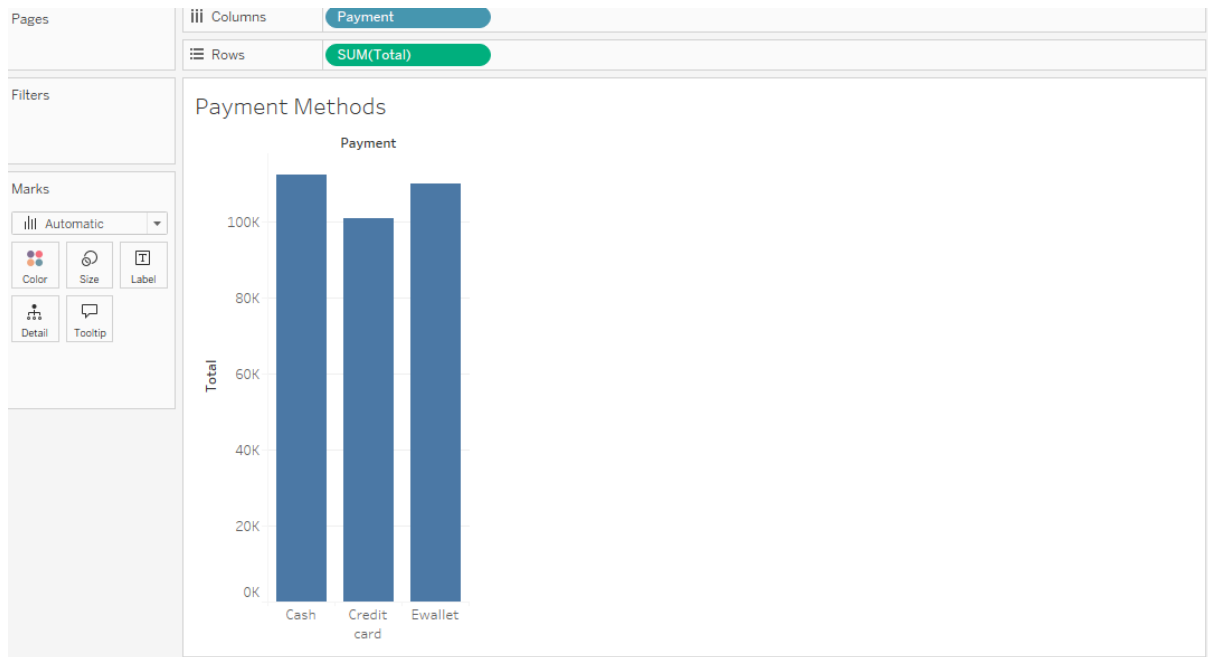 Pages
Columns
Payment
Rows
SUM(Total)
Filters
Marks
Automatic
Color
Size
T
Label
Detail
Tooltip
Payment Methods
Payment
Total
100K
80K
60K
40K
20K
0K
Cash
Credit
card
Ewallet